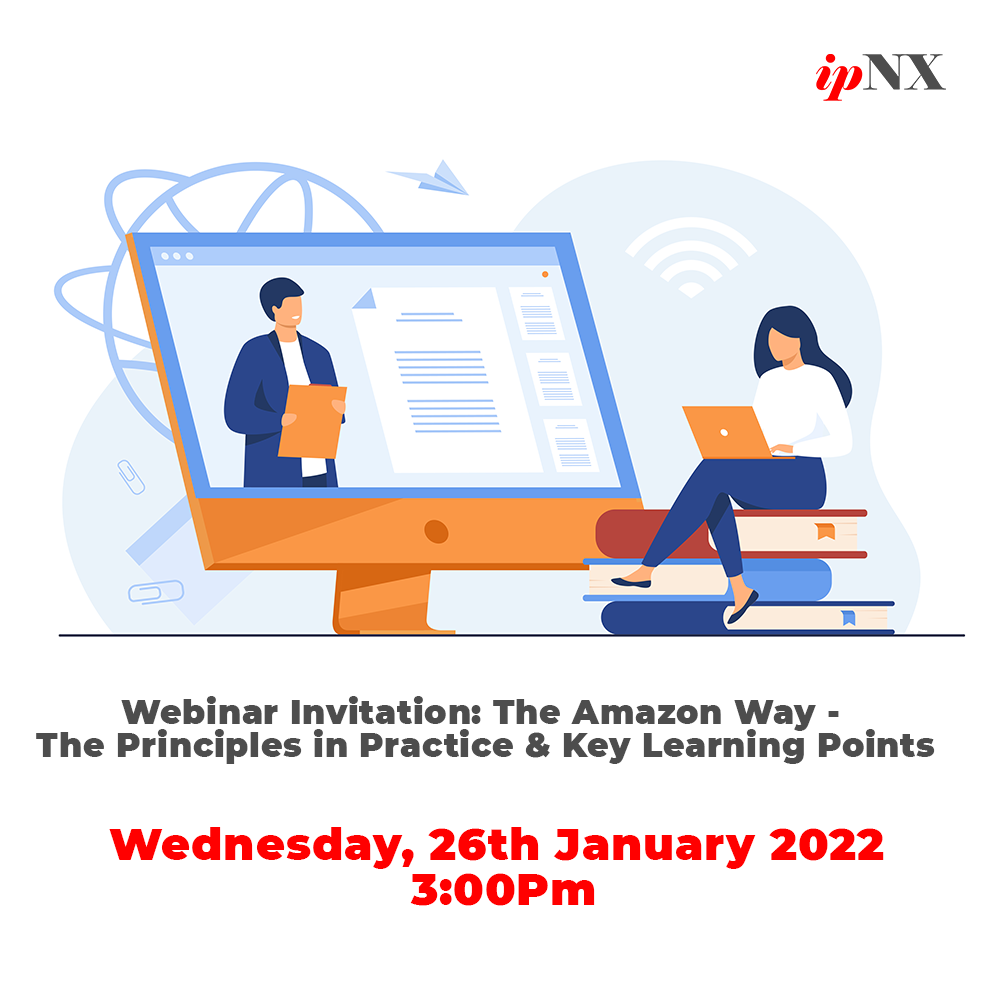 ipNX
Webinar Invitation: The Amazon Way -
The Principles in Practice & Key Learning Points
Wednesday, 26th January 2022
3:00Pm